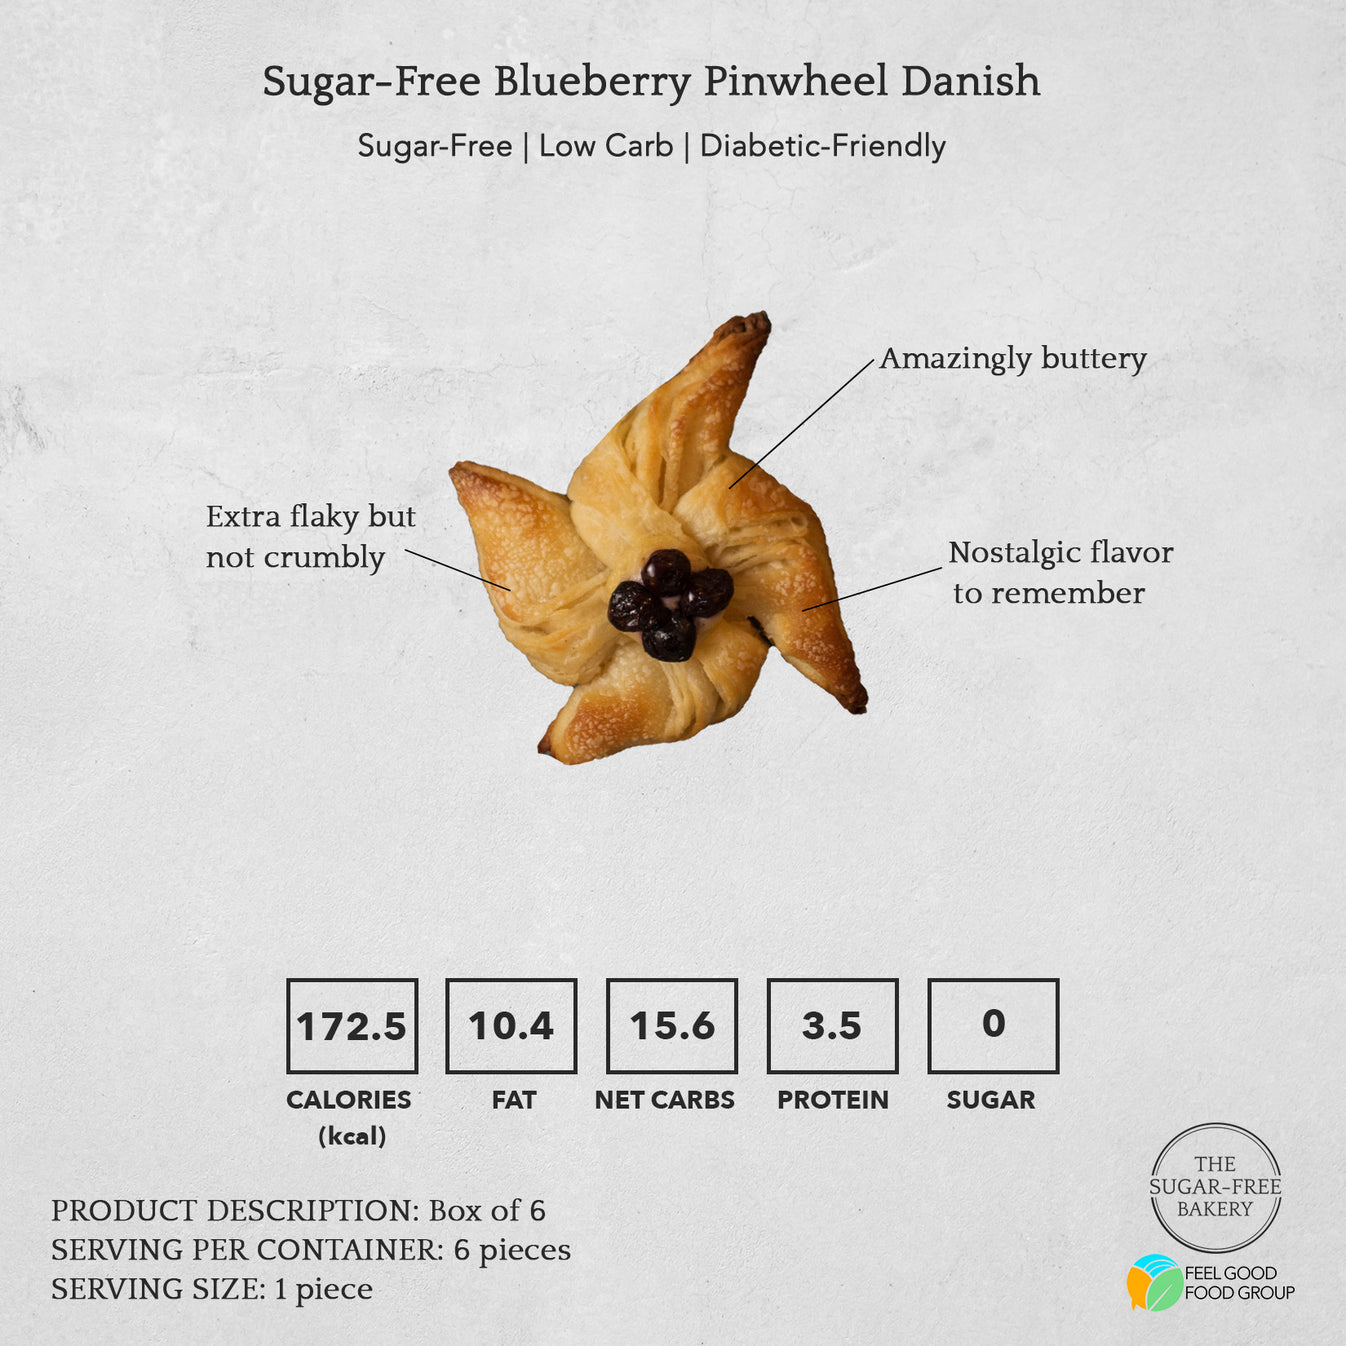 Sugar-Free Blueberry Pinwheel Danish
Sugar-Free | Low Carb | Diabetic-Friendly
Amazingly buttery
Extra flaky but
not crumbly
Nostalgic flavor
to remember
172.5 10.4 15.6 3.5 0
CALORIES FAT NET CARBS PROTEIN SUGAR
(kcal)
PRODUCT DESCRIPTION: Box of 6
SERVING PER CONTAINER: 6 pieces
SERVING SIZE: 1 piece
THE
SUGAR-FREE
BAKERY
FEEL GOOD
FOOD GROUP